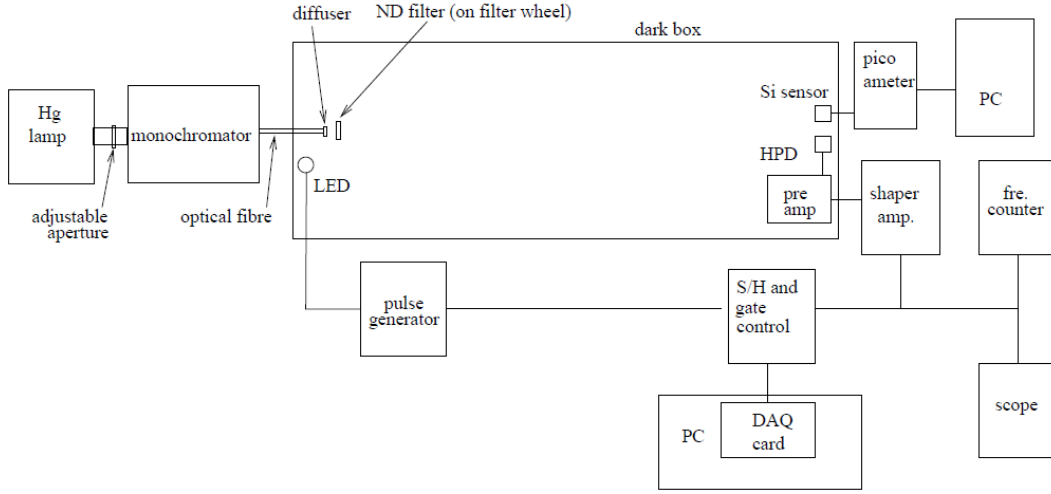 diffuser
ND filter (on filter wheel)
dark box
Hg
lamp
monochromator
adjustable
aperture
optical fibre
LED
Si sensor
HPD
pre
amp
pico
ameter
PC
shaper
amp.
fre.
counter
pulse
generator
S/H and
gate
control
PC
DAQ
card
scope